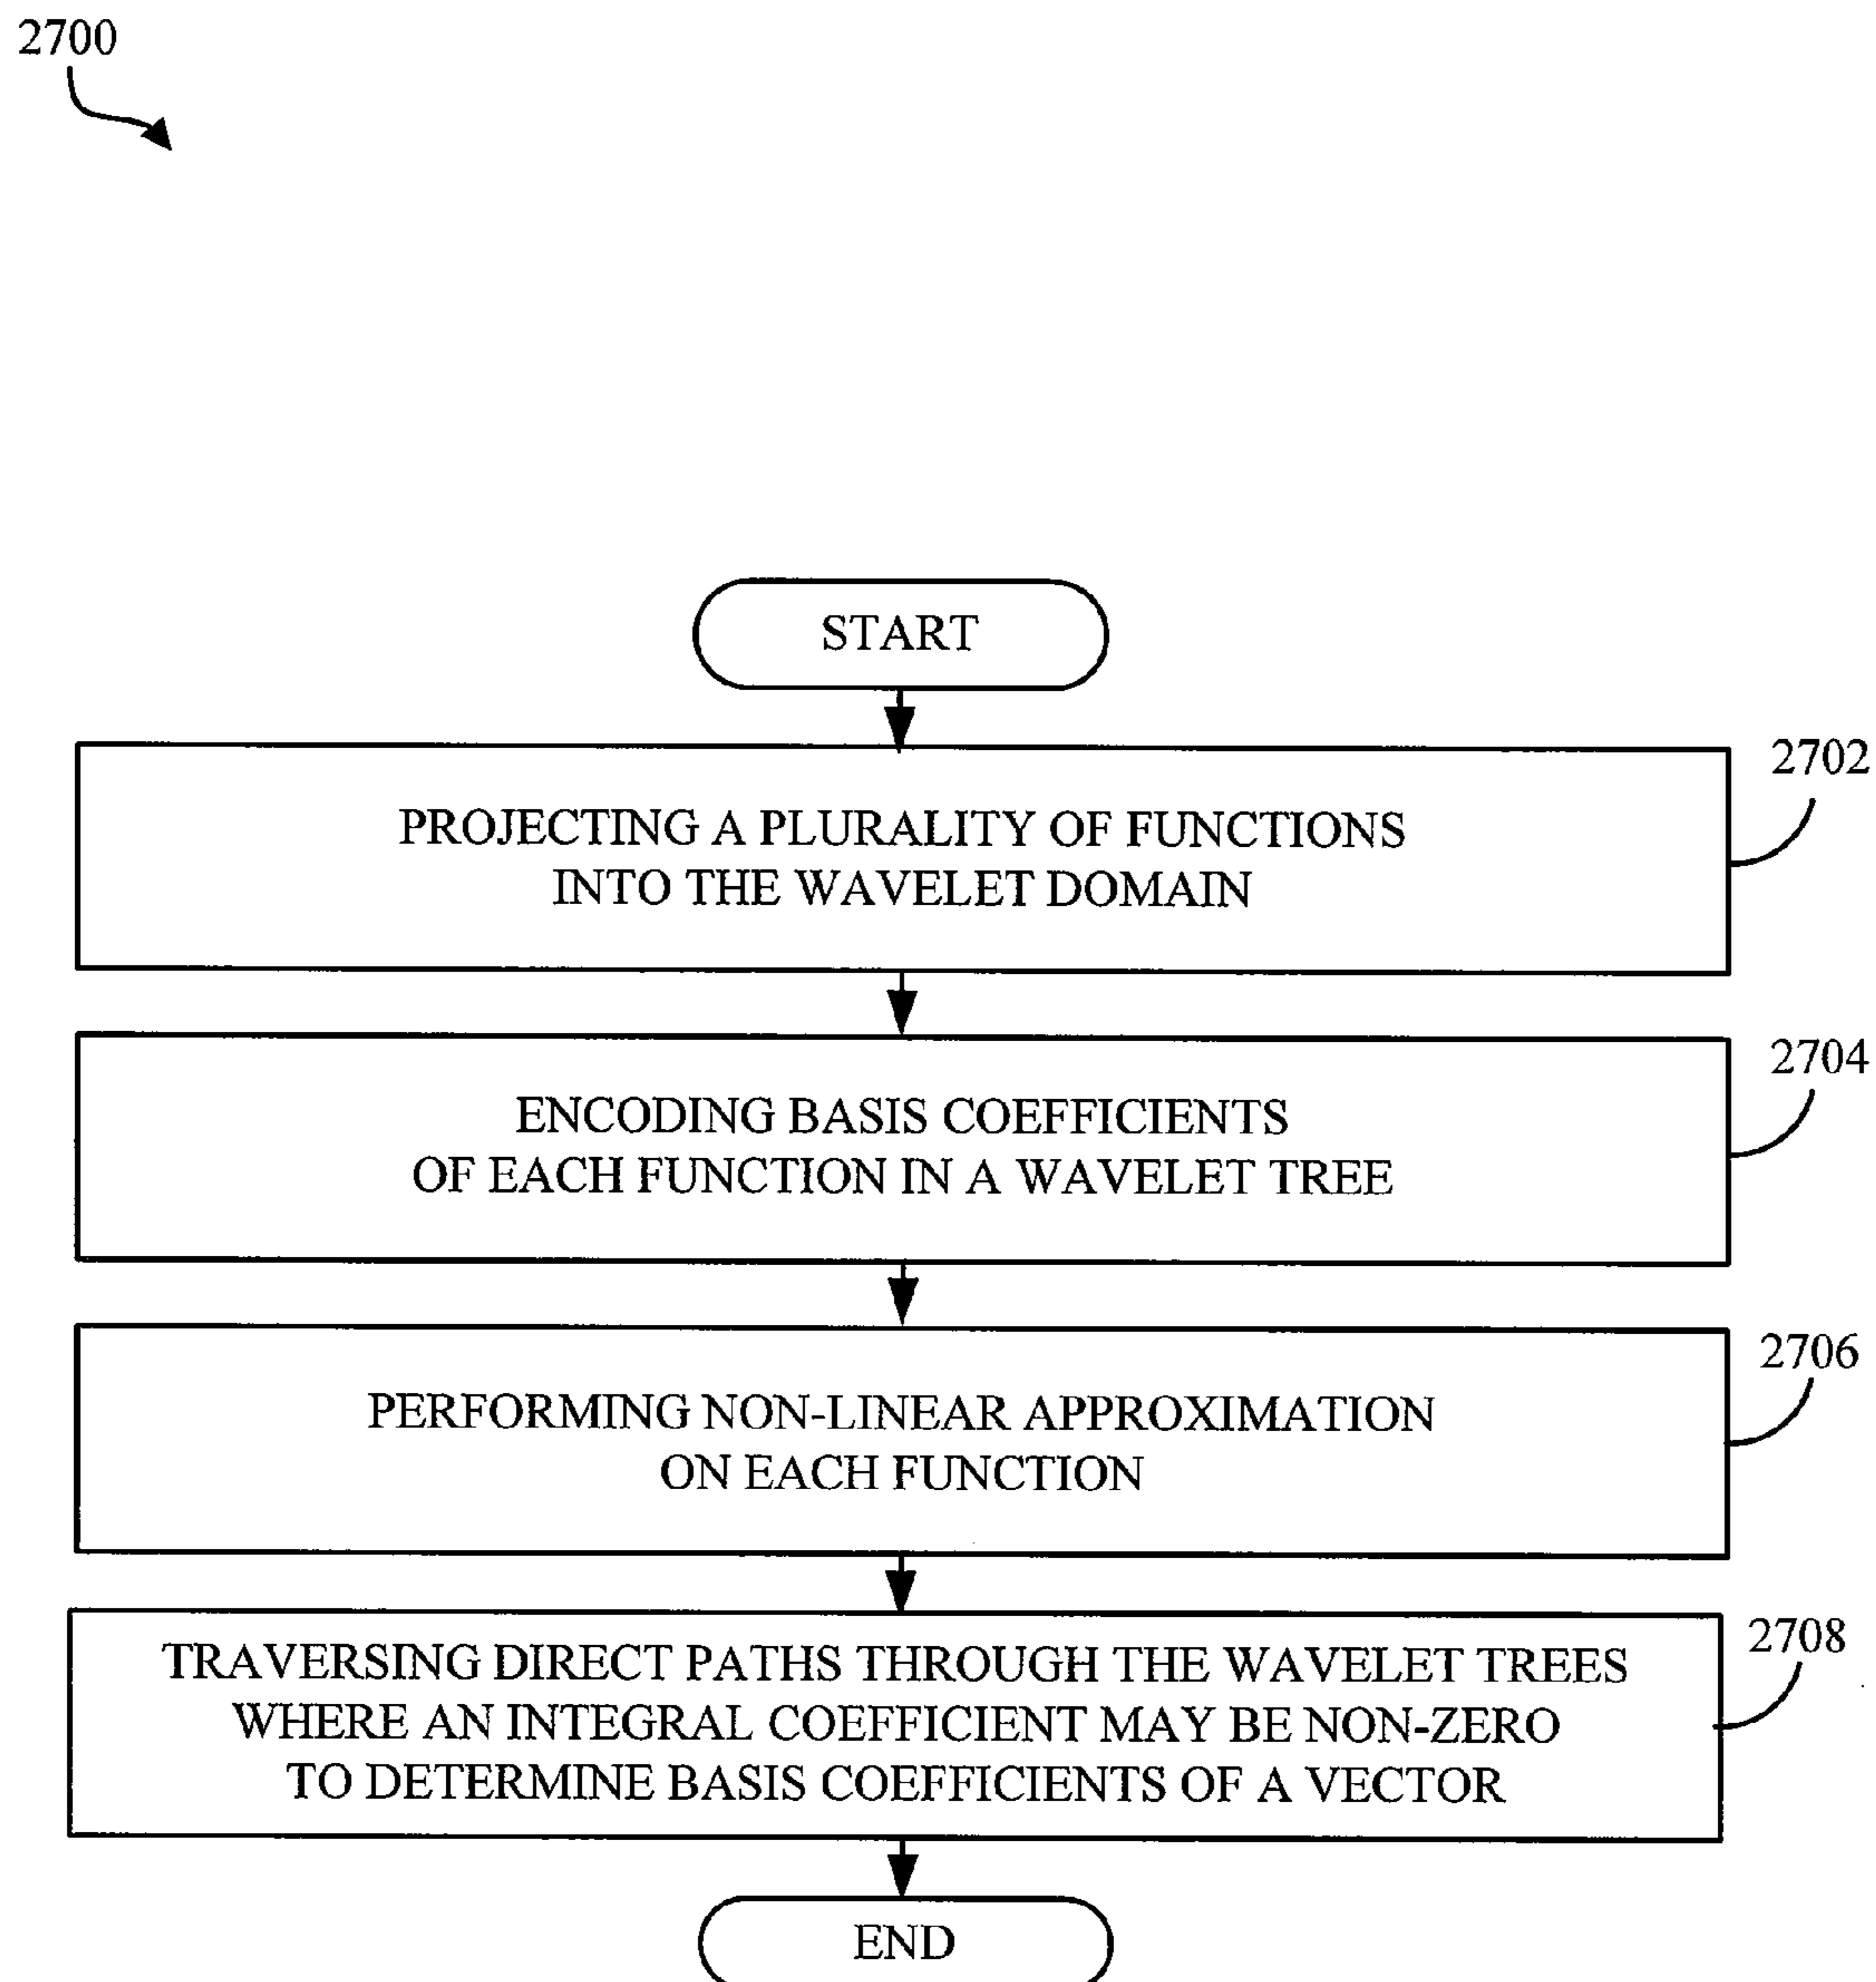 2700
START
PROJECTING A PLURALITY OF FUNCTIONS
INTO THE WAVELET DOMAIN
2702
ENCODING BASIS COEFFICIENTS
OF EACH FUNCTION IN A WAVELET TREE
2704
PERFORMING NON-LINEAR APPROXIMATION
ON EACH FUNCTION
2706
TRAVERSING DIRECT PATHS THROUGH THE WAVELET TREES
WHERE AN INTEGRAL COEFFICIENT MAY BE NON-ZERO
TO DETERMINE BASIS COEFFICIENTS OF A VECTOR
2708
END